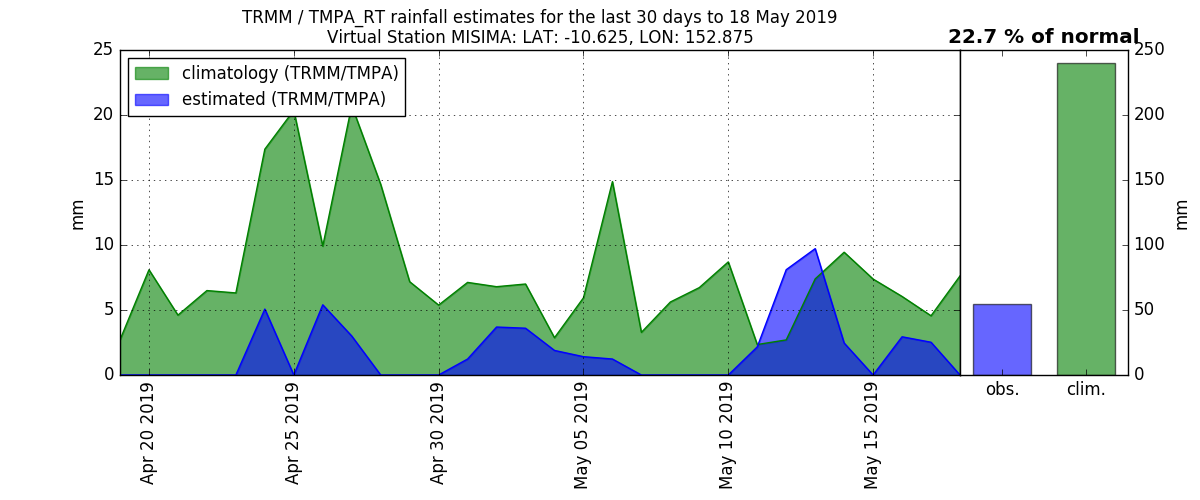 TRMM / TMPA_RT rainfall estimates for the last 30 days to 18 May 2019
Virtual Station MISIMA: LAT: -10.625, LON: 152.875
22.7 % of normal
climatology (TRMM/TMPA)
estimated (TRMM/TMPA)
25
20
15
10
5
0
mm
Apr 20 2019
Apr 25 2019
Apr 30 2019
May 05 2019
May 10 2019
May 15 2019
obs.
clim.
250
200
150
100
50
0
mm